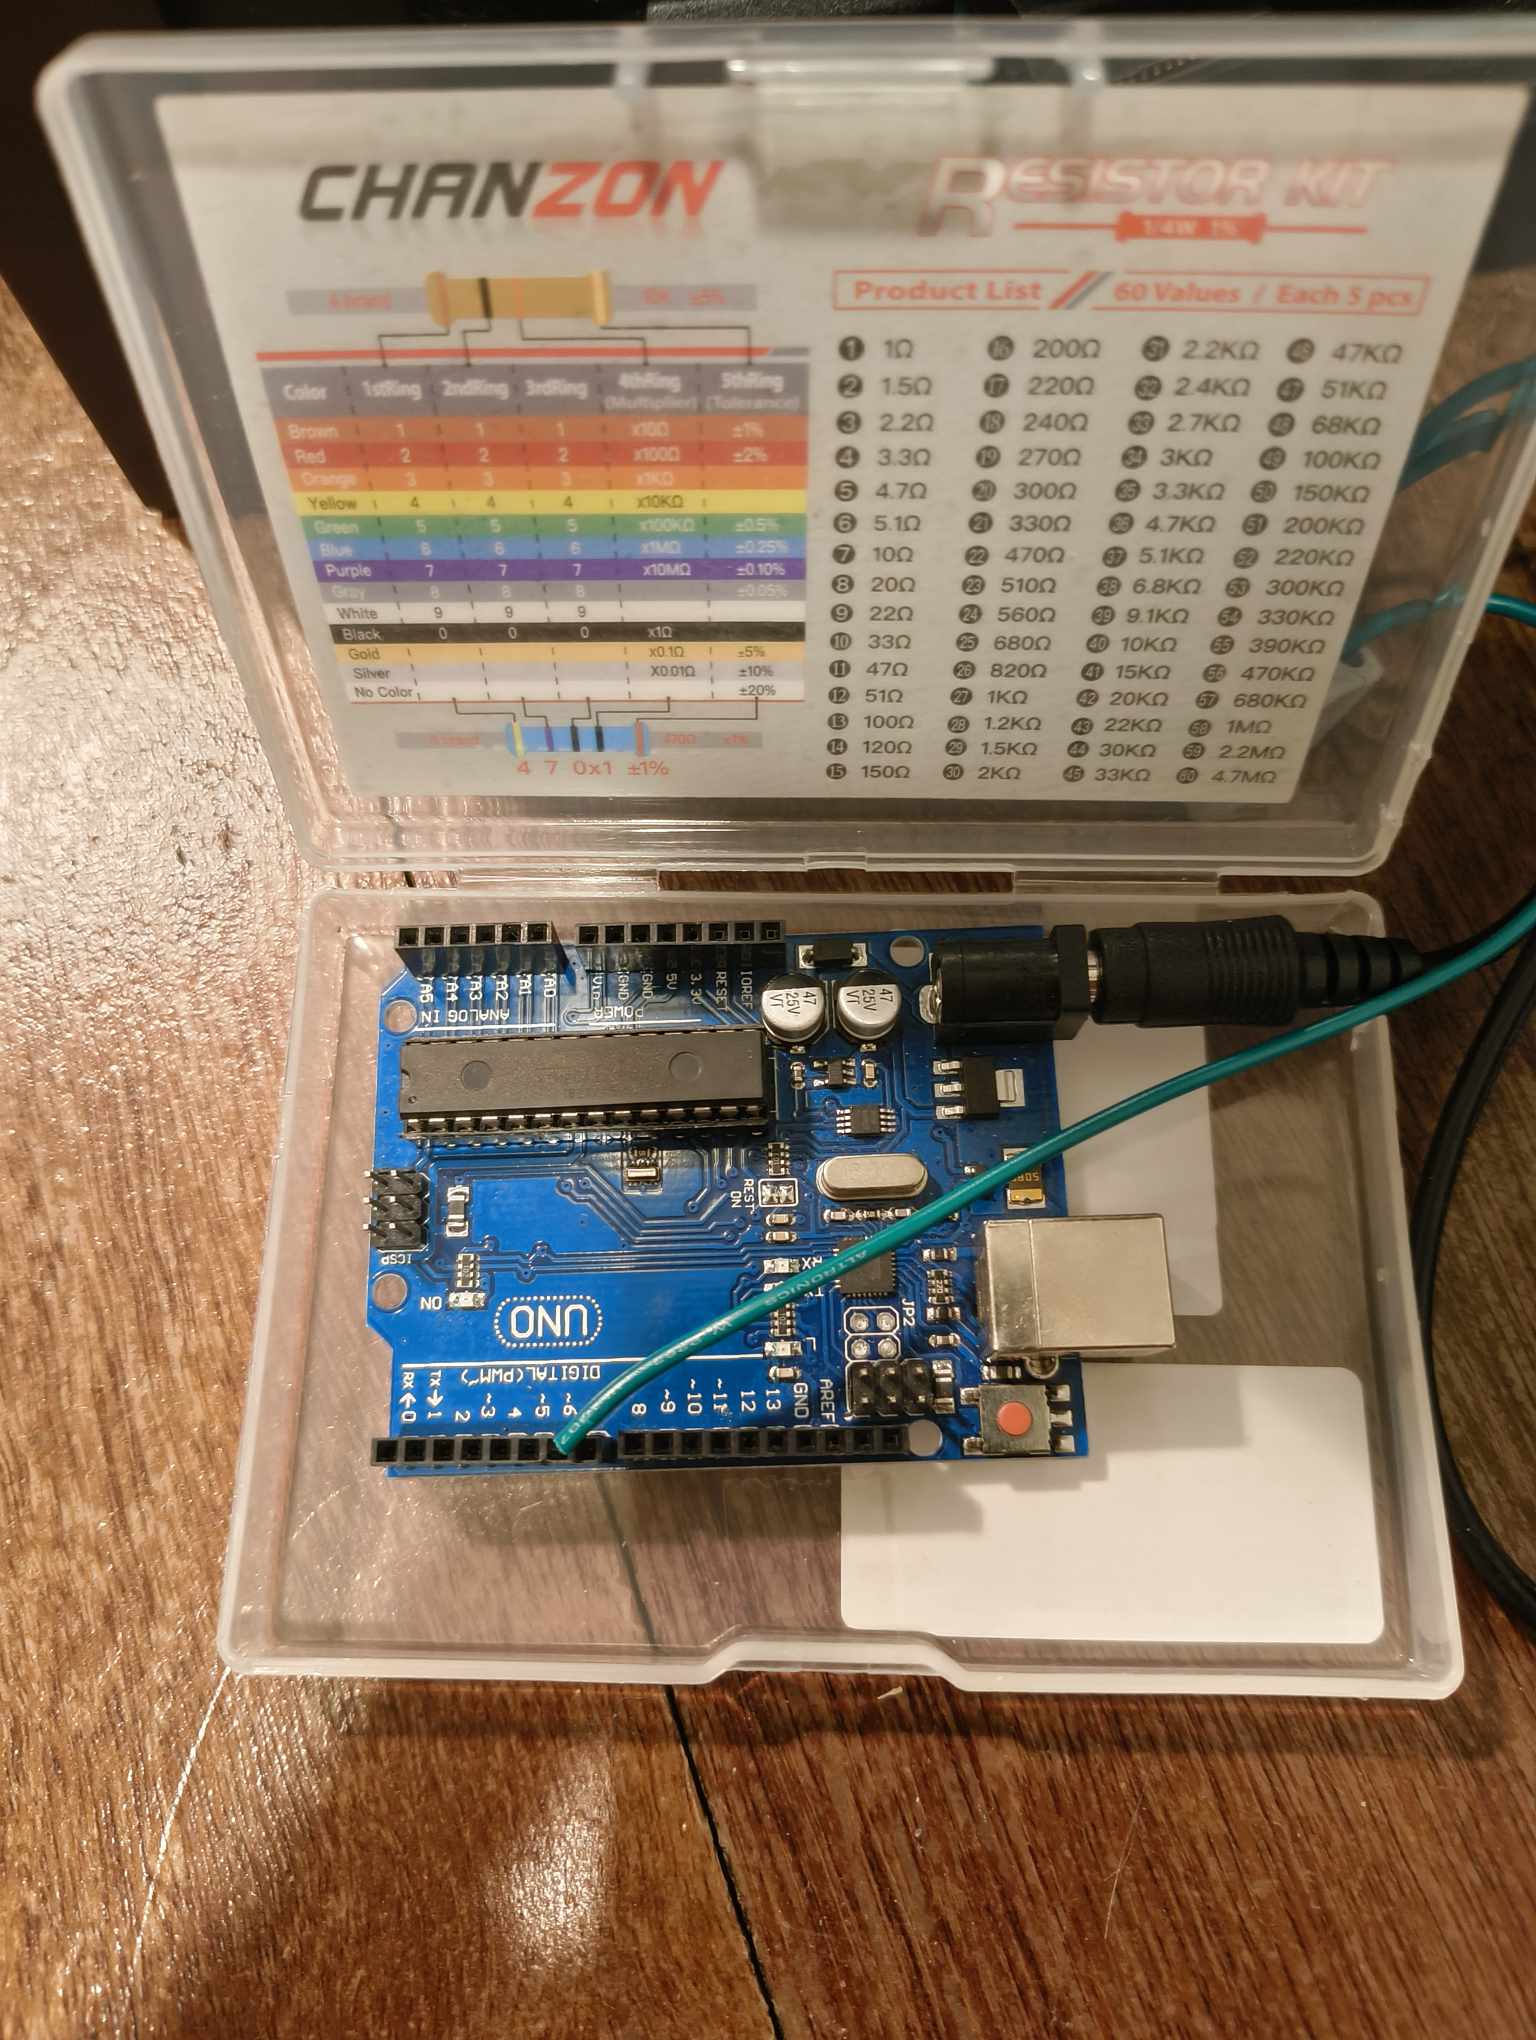 CHANZON
RESISTOR KIT
1/4W 1%
Product List
60 Values / Each 5 pcs
Color 1stRing 2ndRing 3rdRing 4thRing (Multiplier) 5thRing (Tolerance)
Brown 1 1 1 x10Ω ±1%
Red 2 2 2 x100Ω ±2%
Orange 3 3 3 x1KΩ
Yellow 4 4 4 x10KΩ
Green 5 5 5 x100KΩ ±0.5%
Blue 6 6 6 x1MΩ ±0.25%
Purple 7 7 7 x10MΩ ±0.10%
Gray 8 8 8 ±0.05%
White 9 9 9
Black 0 0 0 x1Ω
Gold x0.1Ω ±5%
Silver X0.01Ω ±10%
No Color ±20%
470Ω ±1%
4 7 0x1 ±1%
1 1Ω 16 200Ω 31 2.2KΩ 46 47KΩ
2 1.5Ω 17 220Ω 32 2.4KΩ 47 51KΩ
3 2.2Ω 18 240Ω 33 2.7KΩ 48 68KΩ
4 3.3Ω 19 270Ω 34 3KΩ 49 100KΩ
5 4.7Ω 20 300Ω 35 3.3KΩ 50 150KΩ
6 5.1Ω 21 330Ω 36 4.7KΩ 51 200KΩ
7 10Ω 22 470Ω 37 5.1KΩ 52 220KΩ
8 20Ω 23 510Ω 38 6.8KΩ 53 300KΩ
9 22Ω 24 560Ω 39 9.1KΩ 54 330KΩ
10 33Ω 25 680Ω 40 10KΩ 55 390KΩ
11 47Ω 26 820Ω 41 15KΩ 56 470KΩ
12 51Ω 27 1KΩ 42 20KΩ 57 680KΩ
13 100Ω 28 1.2KΩ 43 22KΩ 58 1MΩ
14 120Ω 29 1.5KΩ 44 30KΩ 59 2.2MΩ
15 150Ω 30 2KΩ 45 33KΩ 60 4.7MΩ
A5 A4 A3 A2 A1 A0
GND GND 5V RESET IOREF
ANALOG IN
POWER
47 25V VT
47 25V VT
RESET ON
ICSP
ON
UNO
RX
L
JP2
ALTRONICS
DIGITAL(PWM~)
RX←0 TX→1 2 ~3 4 ~5 ~6 8 ~9 ~10 ~11 12 13 GND AREF